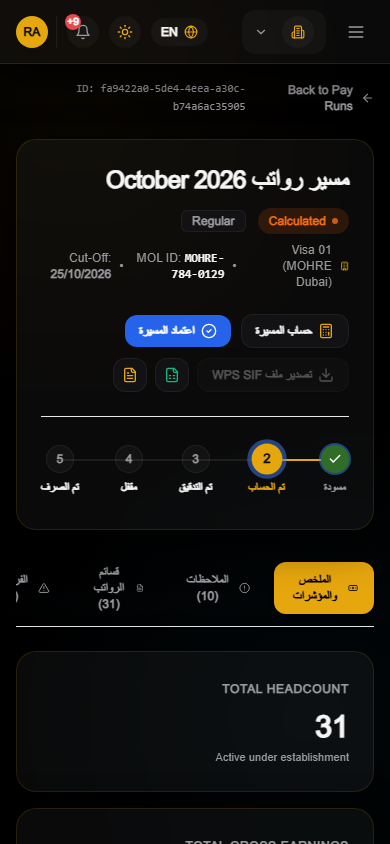 RA
+9
EN
Back to Pay
Runs
ID: fa9422a0-5de4-4eea-a30c-
b74a6ac35905
مسير رواتب October 2026
Calculated
Regular
Visa 01
(MOHRE
Dubai)
• MOL ID: MOHRE-
784-0129
• Cut-Off:
25/10/2026
حساب المسيرة
اعتماد المسيرة
تصدير ملف WPS SIF
2
3
4
5
مسودة
تم الحساب
تم التدقيق
مقفل
تم الصرف
الملخص
والمؤشرات
الملاحظات
(10)
قسائم
الرواتب
(31)
TOTAL HEADCOUNT
31
Active under establishment
TOTAL GROSS EARNINGS